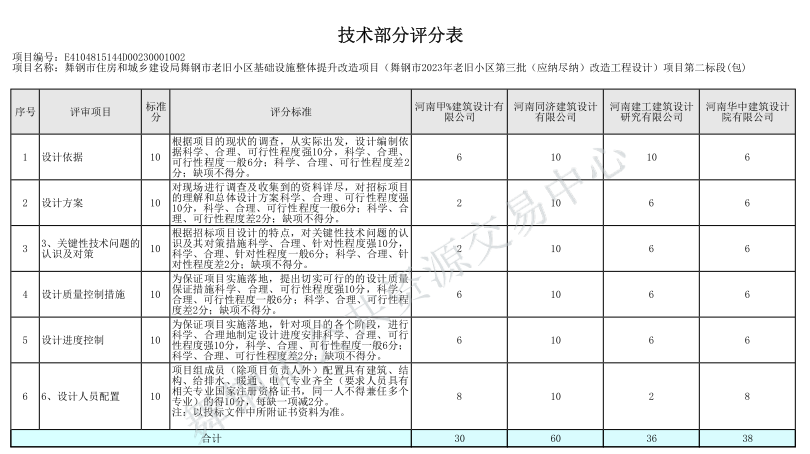 技术部分评分表
项目编号: E4104815144D00230001002
项目名称: 舞钢市住房和城乡建设局舞钢市老旧小区基础设施整体提升改造项目（舞钢市2023年老旧小区第三批（应纳尽纳）改造工程设计）项目第二标段(包)
序号 评审项目 标准分 评分标准 河南甲%建筑设计有限公司 河南同济建筑设计有限公司 河南建工建筑设计研究有限公司 河南华中建筑设计院有限公司
1 设计依据 10
根据项目的现状的调查，从实际出发，设计编制依
据科学、合理、可行性程度强10分，科学、合理、
可行性程度一般6分；科学、合理、可行性程度差2
分；缺项不得分。
6 10 10 6
2 设计方案 10
对现场进行调查及收集到的资料详尽，对招标项目
的理解和总体设计方案科学、合理、可行性程度强
10分，科学、合理、可行性程度一般6分；科学、合
理、可行性程度差2分；缺项不得分。
2 10 6 6
3 3、关键性技术问题的认识及对策 10
根据招标项目设计的特点，对关键性技术问题的认
识及其对策措施科学、合理、针对性程度强10分，
科学、合理、针对性程度一般6分；科学、合理、针
对性程度差2分；缺项不得分。
2 10 6 6
4 设计质量控制措施 10
为保证项目实施落地，提出切实可行的的设计质量
保证措施科学、合理、可行性程度强10分，科学、
合理、可行性程度一般6分；科学、合理、可行性程
度差2分；缺项不得分。
6 10 6 6
5 设计进度控制 10
为保证项目实施落地，针对项目的各个阶段，进行
科学、合理地制定设计进度安排科学、合理、可行
性程度强10分，科学、合理、可行性程度一般6分；
科学、合理、可行性程度差2分；缺项不得分。
6 10 6 6
6 6、设计人员配置 10
项目组成员（除项目负责人外）配置具有建筑、结
构、给排水、暖通、电气专业齐全（要求人员具有
相关专业国家注册资格证书，同一人不得兼任多个
专业）的得10分，每缺一项减2分。
注：以投标文件中所附证书资料为准。
8 10 2 8
合计 30 60 36 38